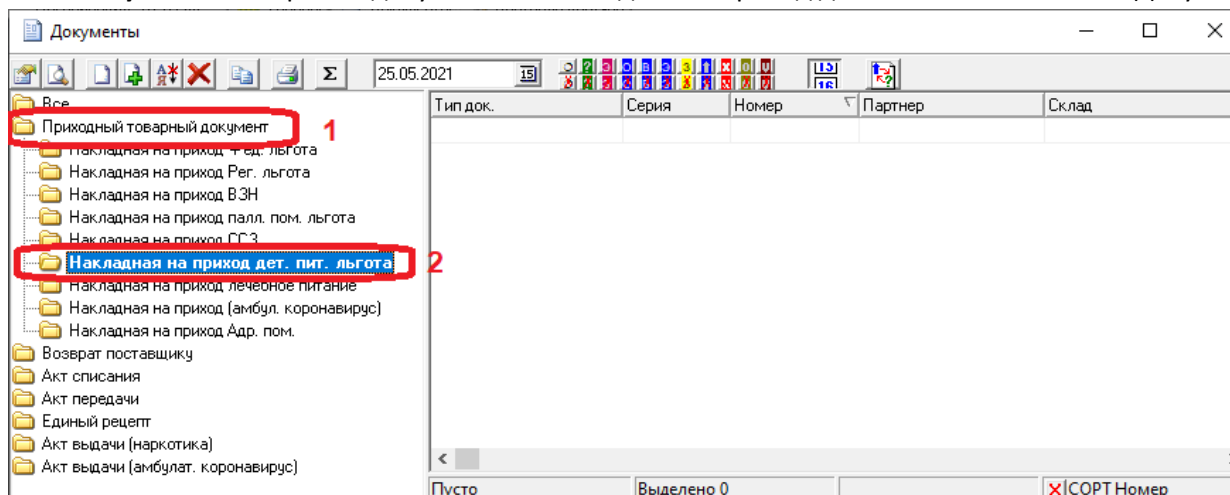 Документы
Σ 25.05.2021 15
Все
Приходный товарный документ 1
Накладная на приход Фед. льгота
Накладная на приход Рег. льгота
Накладная на приход ВЗН
Накладная на приход палл. пом. льгота
Накладная на приход ССЗ
Накладная на приход дет. пит. льгота 2
Накладная на приход лечебное питание
Накладная на приход (амбул. коронавирус)
Накладная на приход Адр. пом.
Возврат поставщику
Акт списания
Акт передачи
Единый рецепт
Акт выдачи (наркотика)
Акт выдачи (амбулат. коронавирус)
Тип док. Серия Номер Партнер Склад
Пусто Выделено 0 СОРТ Номер